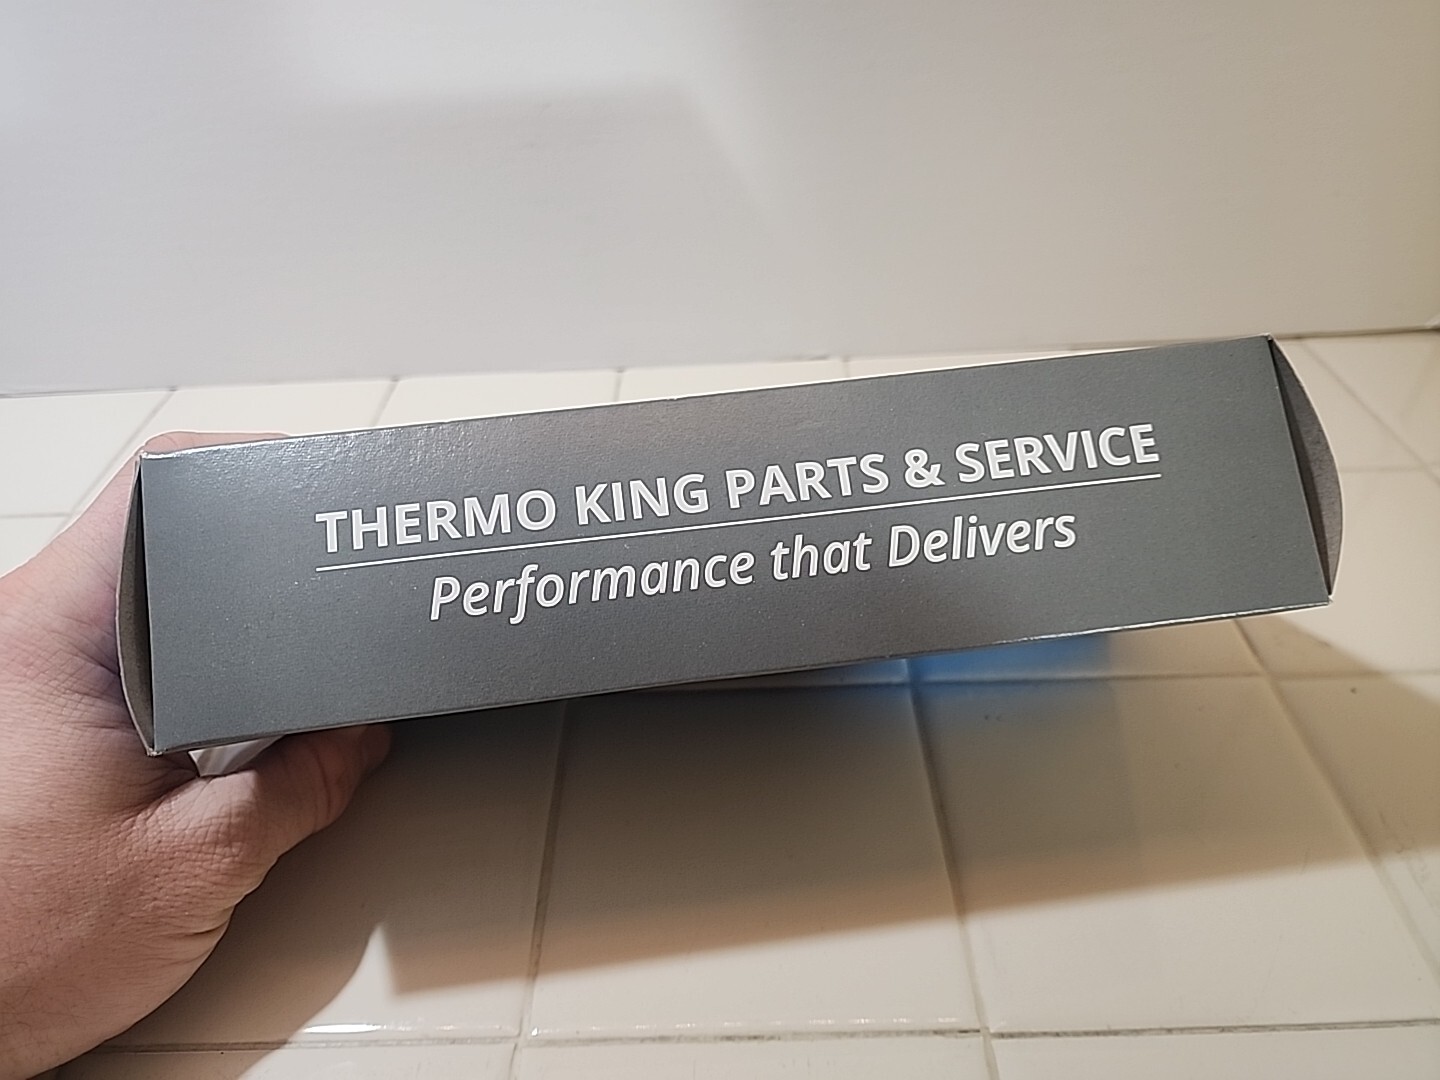 THERMO KING PARTS & SERVICE
Performance that Delivers